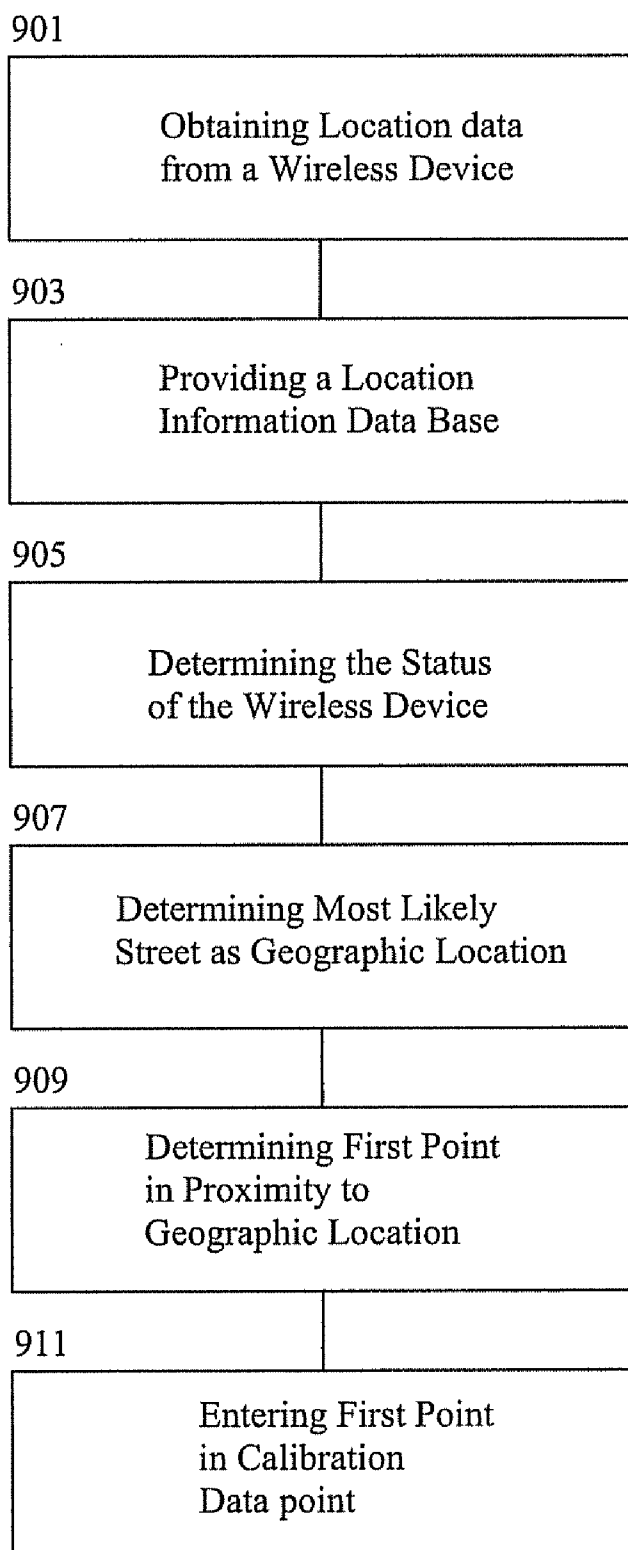 901
Obtaining Location data
from a Wireless Device
903
Providing a Location
Information Data Base
905
Determining the Status
of the Wireless Device
907
Determining Most Likely
Street as Geographic Location
909
Determining First Point
in Proximity to
Geographic Location
911
Entering First Point
in Calibration
Data point